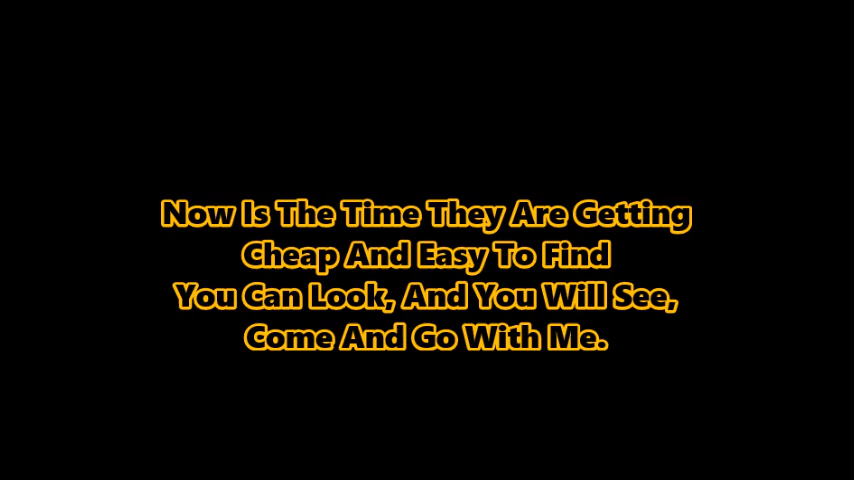 Now Is The Time They Are Getting
Cheap And Easy To Find
You Can Look, And You Will See,
Come And Go With Me.